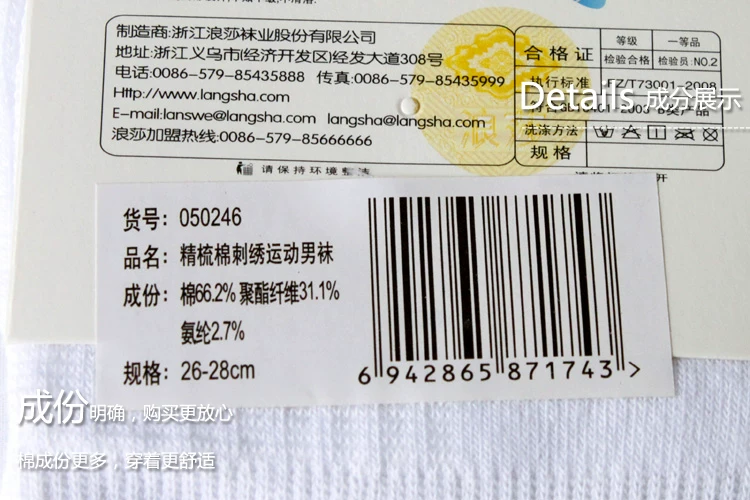 制造商:浙江浪莎袜业股份有限公司
地址:浙江义乌市(经济开发区)经发大道308号
电话:0086-579-85435888 传真:0086-579-85435999
Http://www.langsha.com
E-mail:lanswe@langsha.com langsha@langsha.com
浪莎加盟热线:0086-579-85666666
合格证
等级 一等品
检验合格 检验员:NO.2
执行标准 FZ/T73001-2008
Details 成分展示
洗涤方法
规格
请保持环境整洁
货号: 050246
品名: 精梳棉刺绣运动男袜
成份: 棉66.2% 聚酯纤维31.1%
氨纶2.7%
规格: 26-28cm
6 942865 871743 >
成份明确，购买更放心
棉成份更多，穿着更舒适